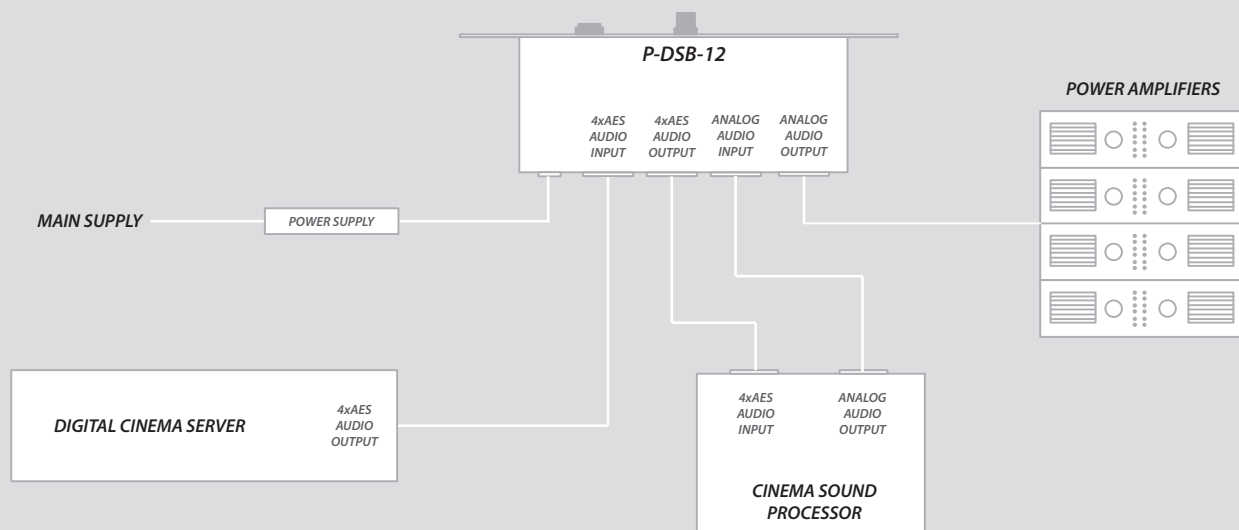 P-DSB-12
4xAES
AUDIO
INPUT
4xAES
AUDIO
OUTPUT
ANALOG
AUDIO
INPUT
ANALOG
AUDIO
OUTPUT
POWER AMPLIFIERS
MAIN SUPPLY
POWER SUPPLY
DIGITAL CINEMA SERVER
4xAES
AUDIO
OUTPUT
4xAES
AUDIO
INPUT
ANALOG
AUDIO
OUTPUT
CINEMA SOUND
PROCESSOR